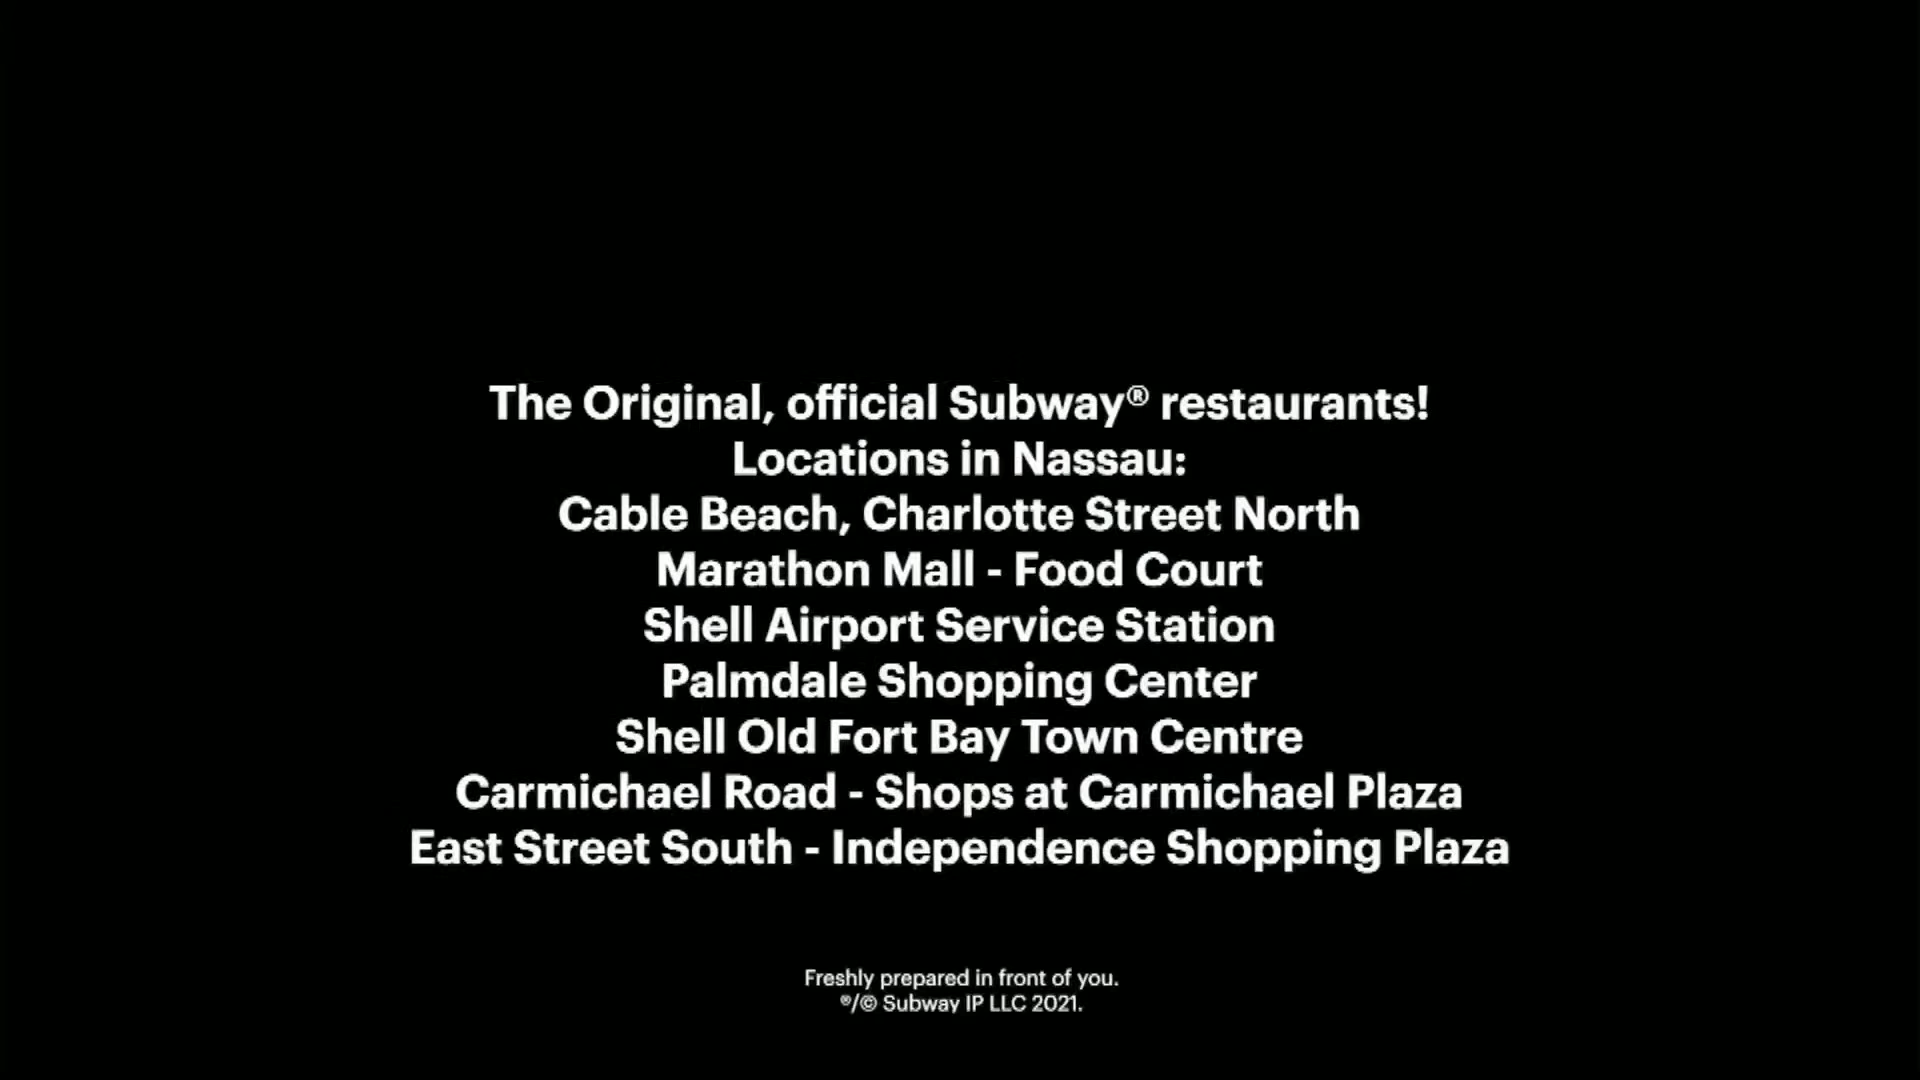 The Original, official Subway® restaurants!
Locations in Nassau:
Cable Beach, Charlotte Street North
Marathon Mall - Food Court
Shell Airport Service Station
Palmdale Shopping Center
Shell Old Fort Bay Town Centre
Carmichael Road - Shops at Carmichael Plaza
East Street South - Independence Shopping Plaza
Freshly prepared in front of you.
®/© Subway IP LLC 2021.